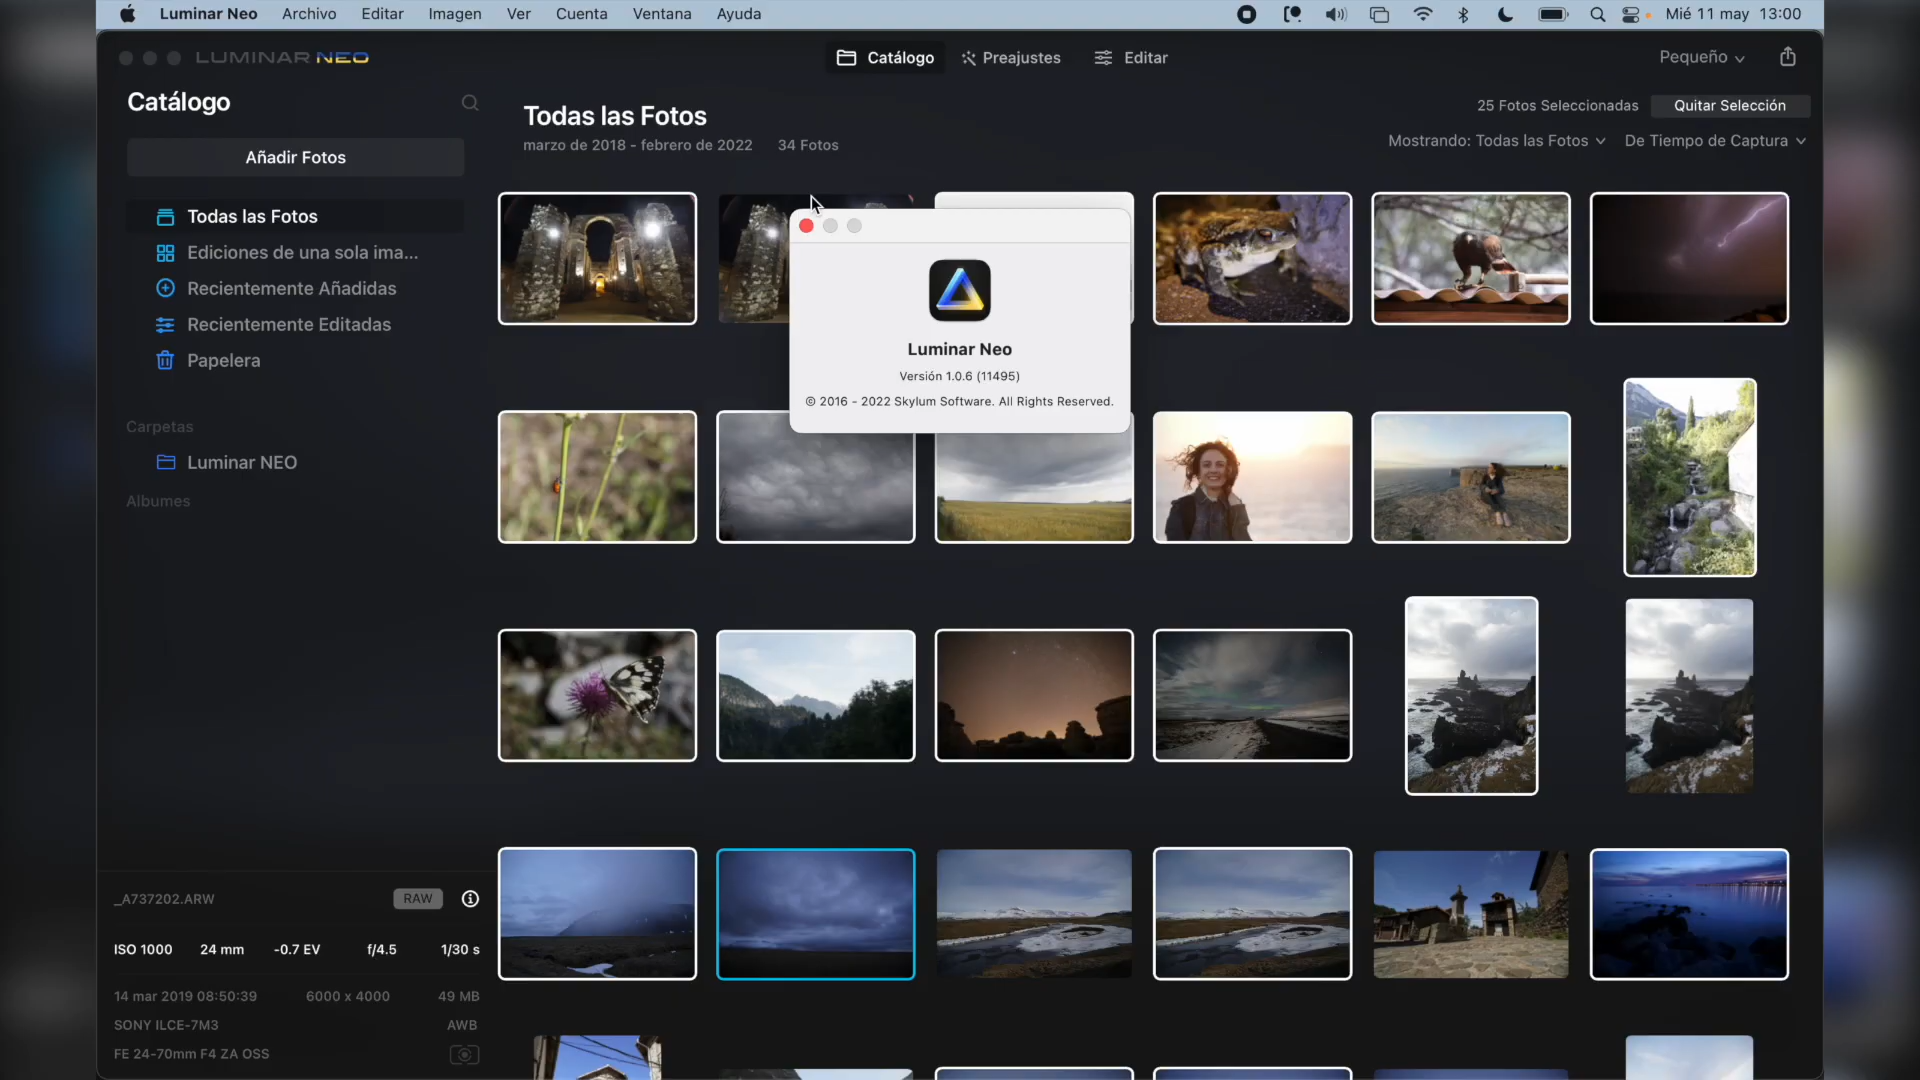 Luminar Neo Archivo Editar Imagen Ver Cuenta Ventana Ayuda Mié 11 may 13:00
LUMINAR NEO Catálogo Preajustes Editar Pequeño
Catálogo
Añadir Fotos
Todas las Fotos
Ediciones de una sola ima...
Recientemente Añadidas
Recientemente Editadas
Papelera
Carpetas
Luminar NEO
Albumes
_A737202.ARW RAW
ISO 1000 24 mm -0.7 EV f/4.5 1/30 s
14 mar 2019 08:50:39 6000 x 4000 49 MB
SONY ILCE-7M3 AWB
FE 24-70mm F4 ZA OSS
Todas las Fotos
marzo de 2018 - febrero de 2022 34 Fotos
25 Fotos Seleccionadas Quitar Selección
Mostrando: Todas las Fotos De Tiempo de Captura
Luminar Neo
Versión 1.0.6 (11495)
© 2016 - 2022 Skylum Software. All Rights Reserved.